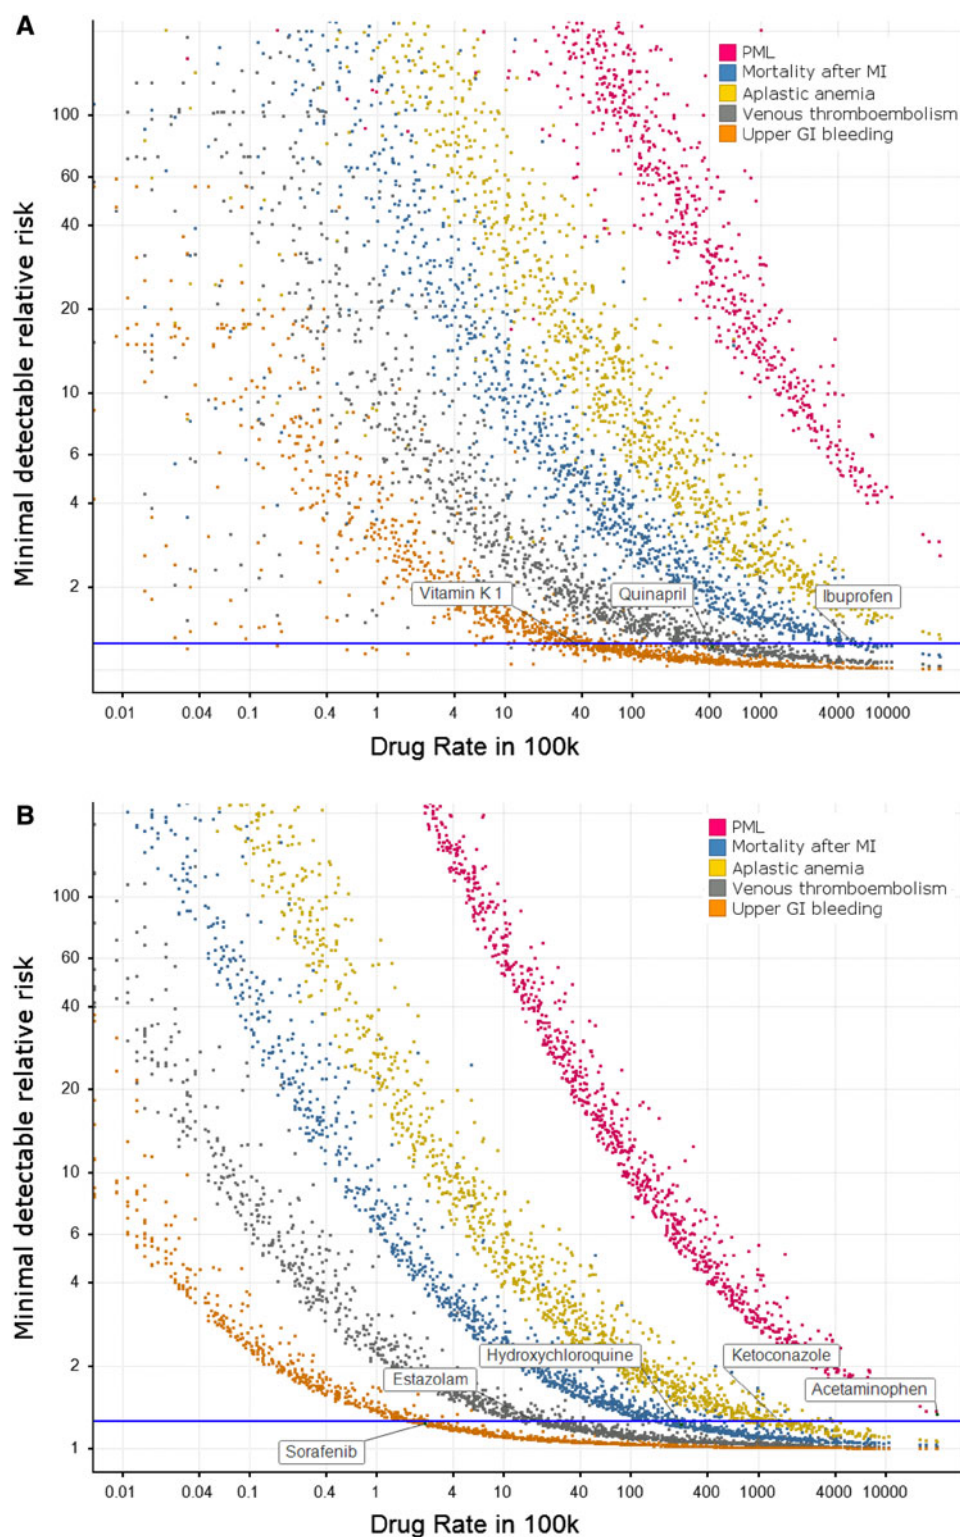 A
PML
Mortality after MI
Aplastic anemia
Venous thromboembolism
Upper GI bleeding
Minimal detectable relative risk
100
60
40
20
10
6
4
2
Vitamin K 1
Quinapril
Ibuprofen
0.01 0.04 0.1 0.4 1 4 10 40 100 400 1000 4000 10000
Drug Rate in 100k
B
PML
Mortality after MI
Aplastic anemia
Venous thromboembolism
Upper GI bleeding
Minimal detectable relative risk
100
60
40
20
10
6
4
2
1
Hydroxychloroquine
Ketoconazole
Estazolam
Acetaminophen
Sorafenib
0.01 0.04 0.1 0.4 1 4 10 40 100 400 1000 4000 10000
Drug Rate in 100k